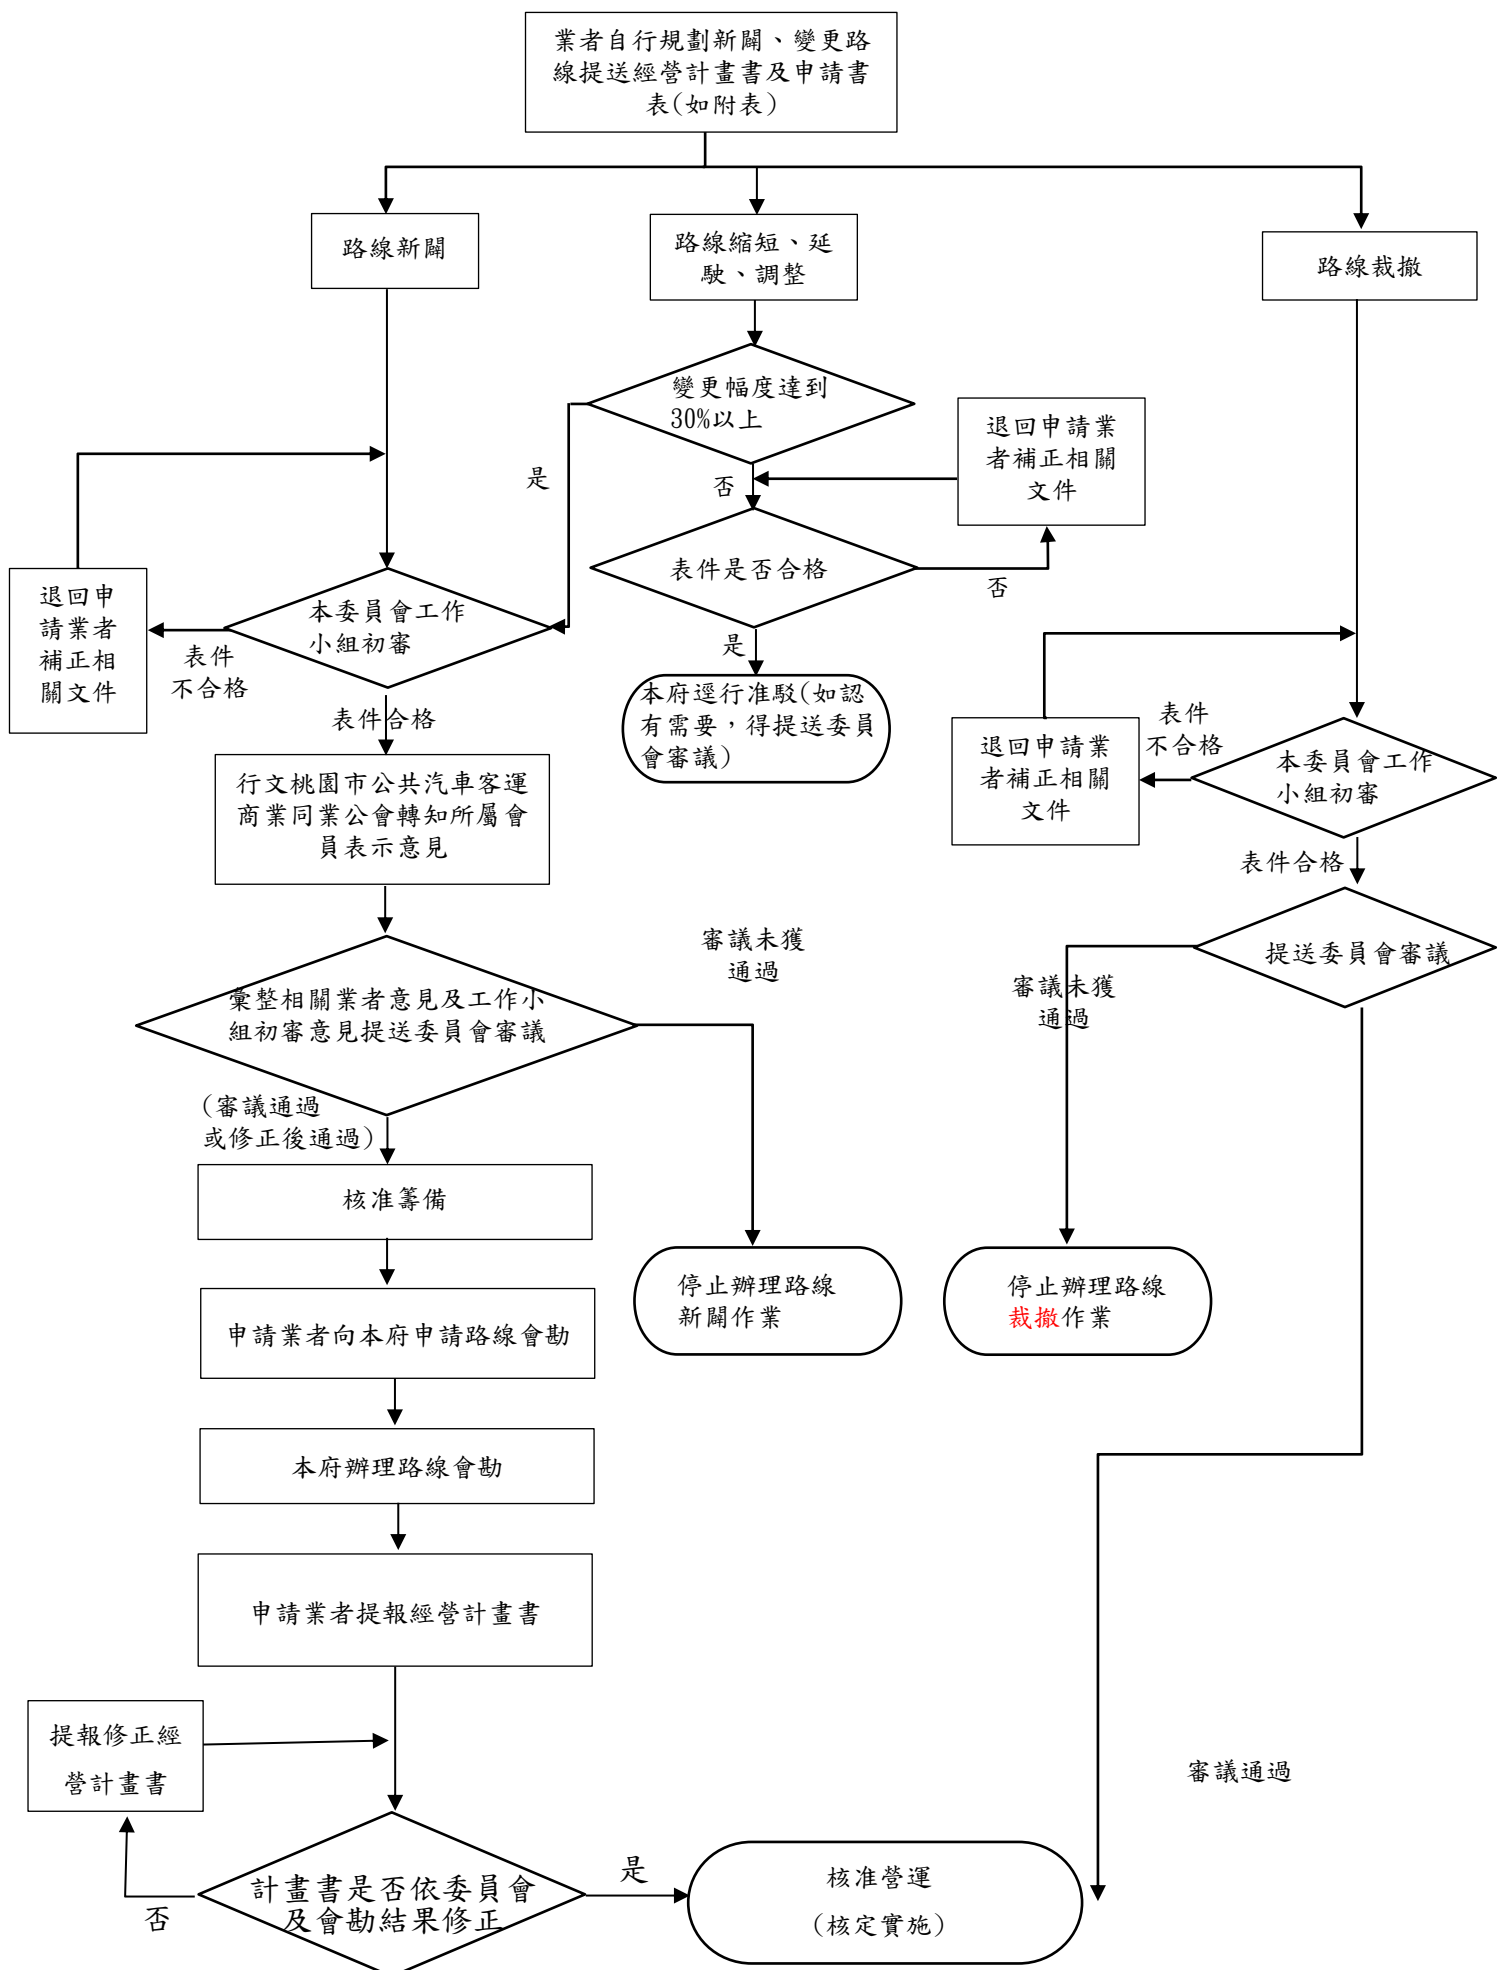 業者自行規劃新闢、變更路
線提送經營計畫書及申請書
表(如附表)
路線新闢
路線縮短、延
駛、調整
路線裁撤
變更幅度達到
30%以上
退回申請業
者補正相關
文件
是
否
表件是否合格
否
退回申
請業者
補正相
關文件
本委員會工作
小組初審
表件
不合格
是
表件合格
本府逕行准駁(如認
有需要，得提送委員
會審議)
表件
不合格
退回申請業
者補正相關
文件
本委員會工作
小組初審
行文桃園市公共汽車客運
商業同業公會轉知所屬會
員表示意見
表件合格
審議未獲
通過
提送委員會審議
彙整相關業者意見及工作小
組初審意見提送委員會審議
審議未獲
通過
(審議通過
或修正後通過)
核准籌備
停止辦理路線
新闢作業
停止辦理路線
裁撤作業
申請業者向本府申請路線會勘
本府辦理路線會勘
申請業者提報經營計畫書
提報修正經
營計畫書
審議通過
計畫書是否依委員會
及會勘結果修正
是
否
核准營運
(核定實施)